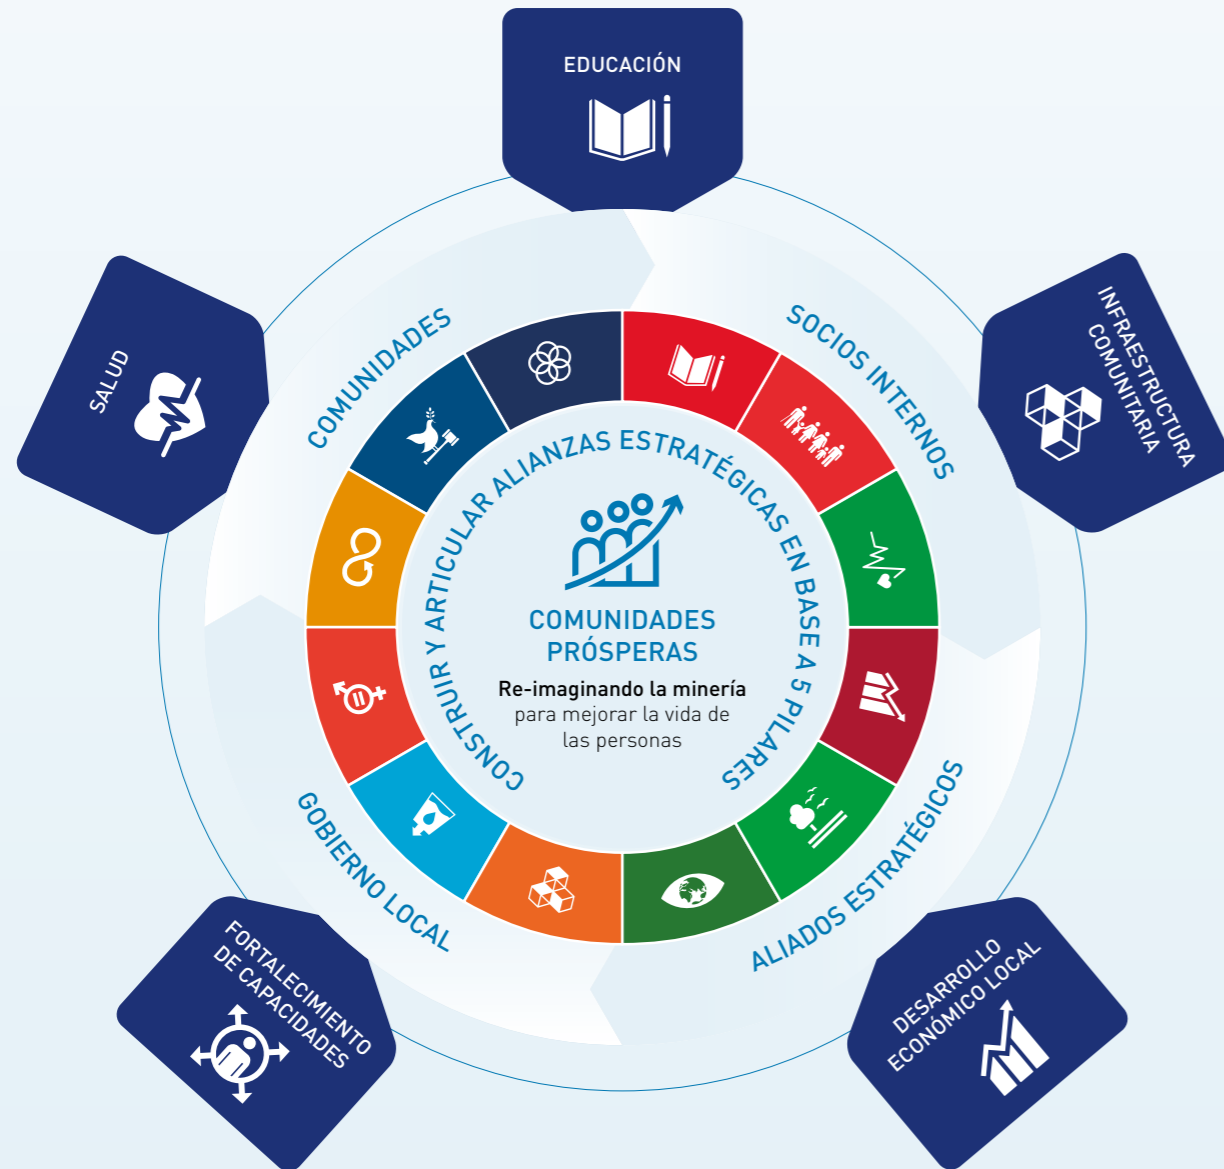 EDUCACIÓN
INFRAESTRUCTURA
COMUNITARIA
DESARROLLO
ECONÓMICO LOCAL
FORTALECIMIENTO
DE CAPACIDADES
SALUD
COMUNIDADES
SOCIOS INTERNOS
ALIADOS ESTRATÉGICOS
GOBIERNO LOCAL
CONSTRUIR Y ARTICULAR ALIANZAS ESTRATÉGICAS EN BASE A 5 PILARES
COMUNIDADES
PRÓSPERAS
Re-imaginando la minería
para mejorar la vida de
las personas